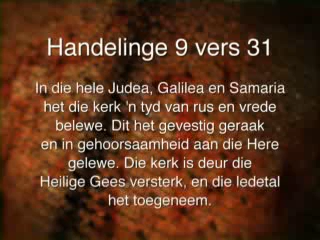 Handelinge 9 vers 31
In die hele Judea, Galilea en Samaria
het die kerk 'n tyd van rus en vrede
belewe. Dit het gevestig geraak
en in gehoorsaamheid aan die Here
gelewe. Die kerk is deur die
Heilige Gees versterk, en die ledetal
het toegeneem.